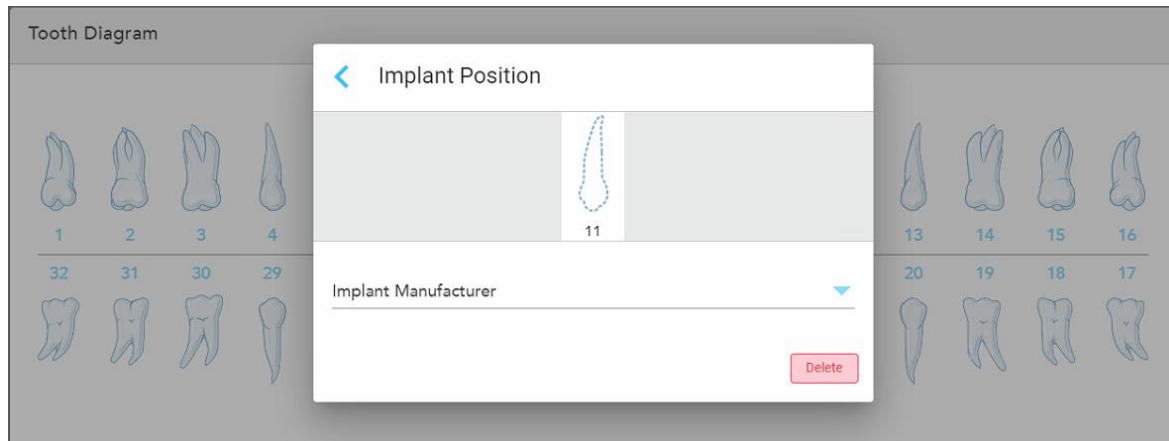 Tooth Diagram
Implant Position
11
1 2 3 4 13 14 15 16
32 31 30 29 20 19 18 17
Implant Manufacturer
Delete